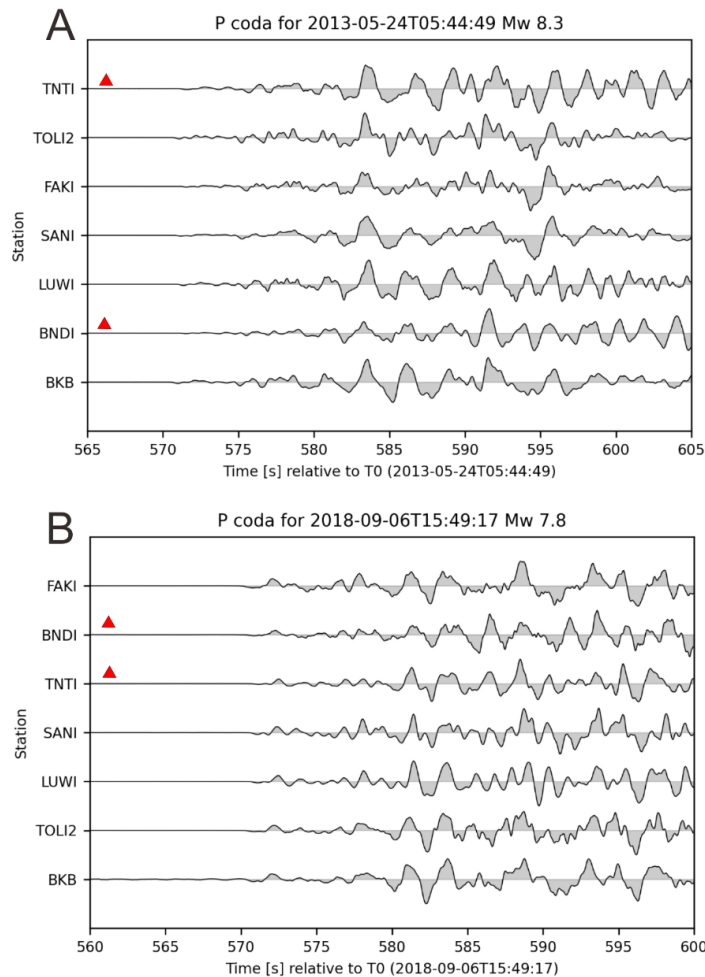 A
P coda for 2013-05-24T05:44:49 Mw 8.3
TNTI
TOLI2
FAKI
SANI
LUWI
BNDI
BKB
Station
565 570 575 580 585 590 595 600 605
Time [s] relative to T0 (2013-05-24T05:44:49)
B
P coda for 2018-09-06T15:49:17 Mw 7.8
FAKI
BNDI
TNTI
SANI
LUWI
TOLI2
BKB
Station
560 565 570 575 580 585 590 595 600
Time [s] relative to T0 (2018-09-06T15:49:17)